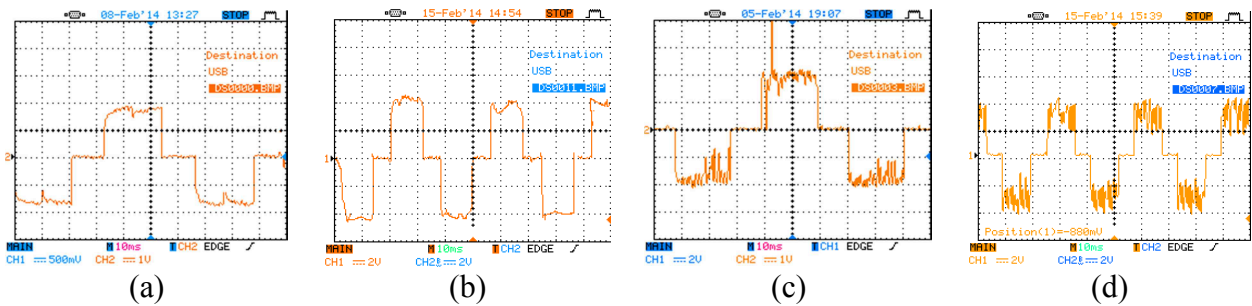 08-Feb'14 13:27 STOP
Destination
USB
DS0000.BMP
2
MAIN M 10ms T CH2 EDGE
CH1 500mV CH2 1V
(a)
15-Feb'14 14:54 STOP
Destination
USB
DS0011.BMP
1
MAIN M 10ms T CH2 EDGE
CH1 2V CH2 2V
(b)
05-Feb'14 19:07 STOP
Destination
USB
DS0003.BMP
2
MAIN M 10ms T CH1 EDGE
CH1 2V CH2 1V
(c)
15-Feb'14 15:39 STOP
Destination
USB
DS0007.BMP
1
Position(1)=-880mV
MAIN M 10ms T CH2 EDGE
CH1 2V CH2 2V
(d)